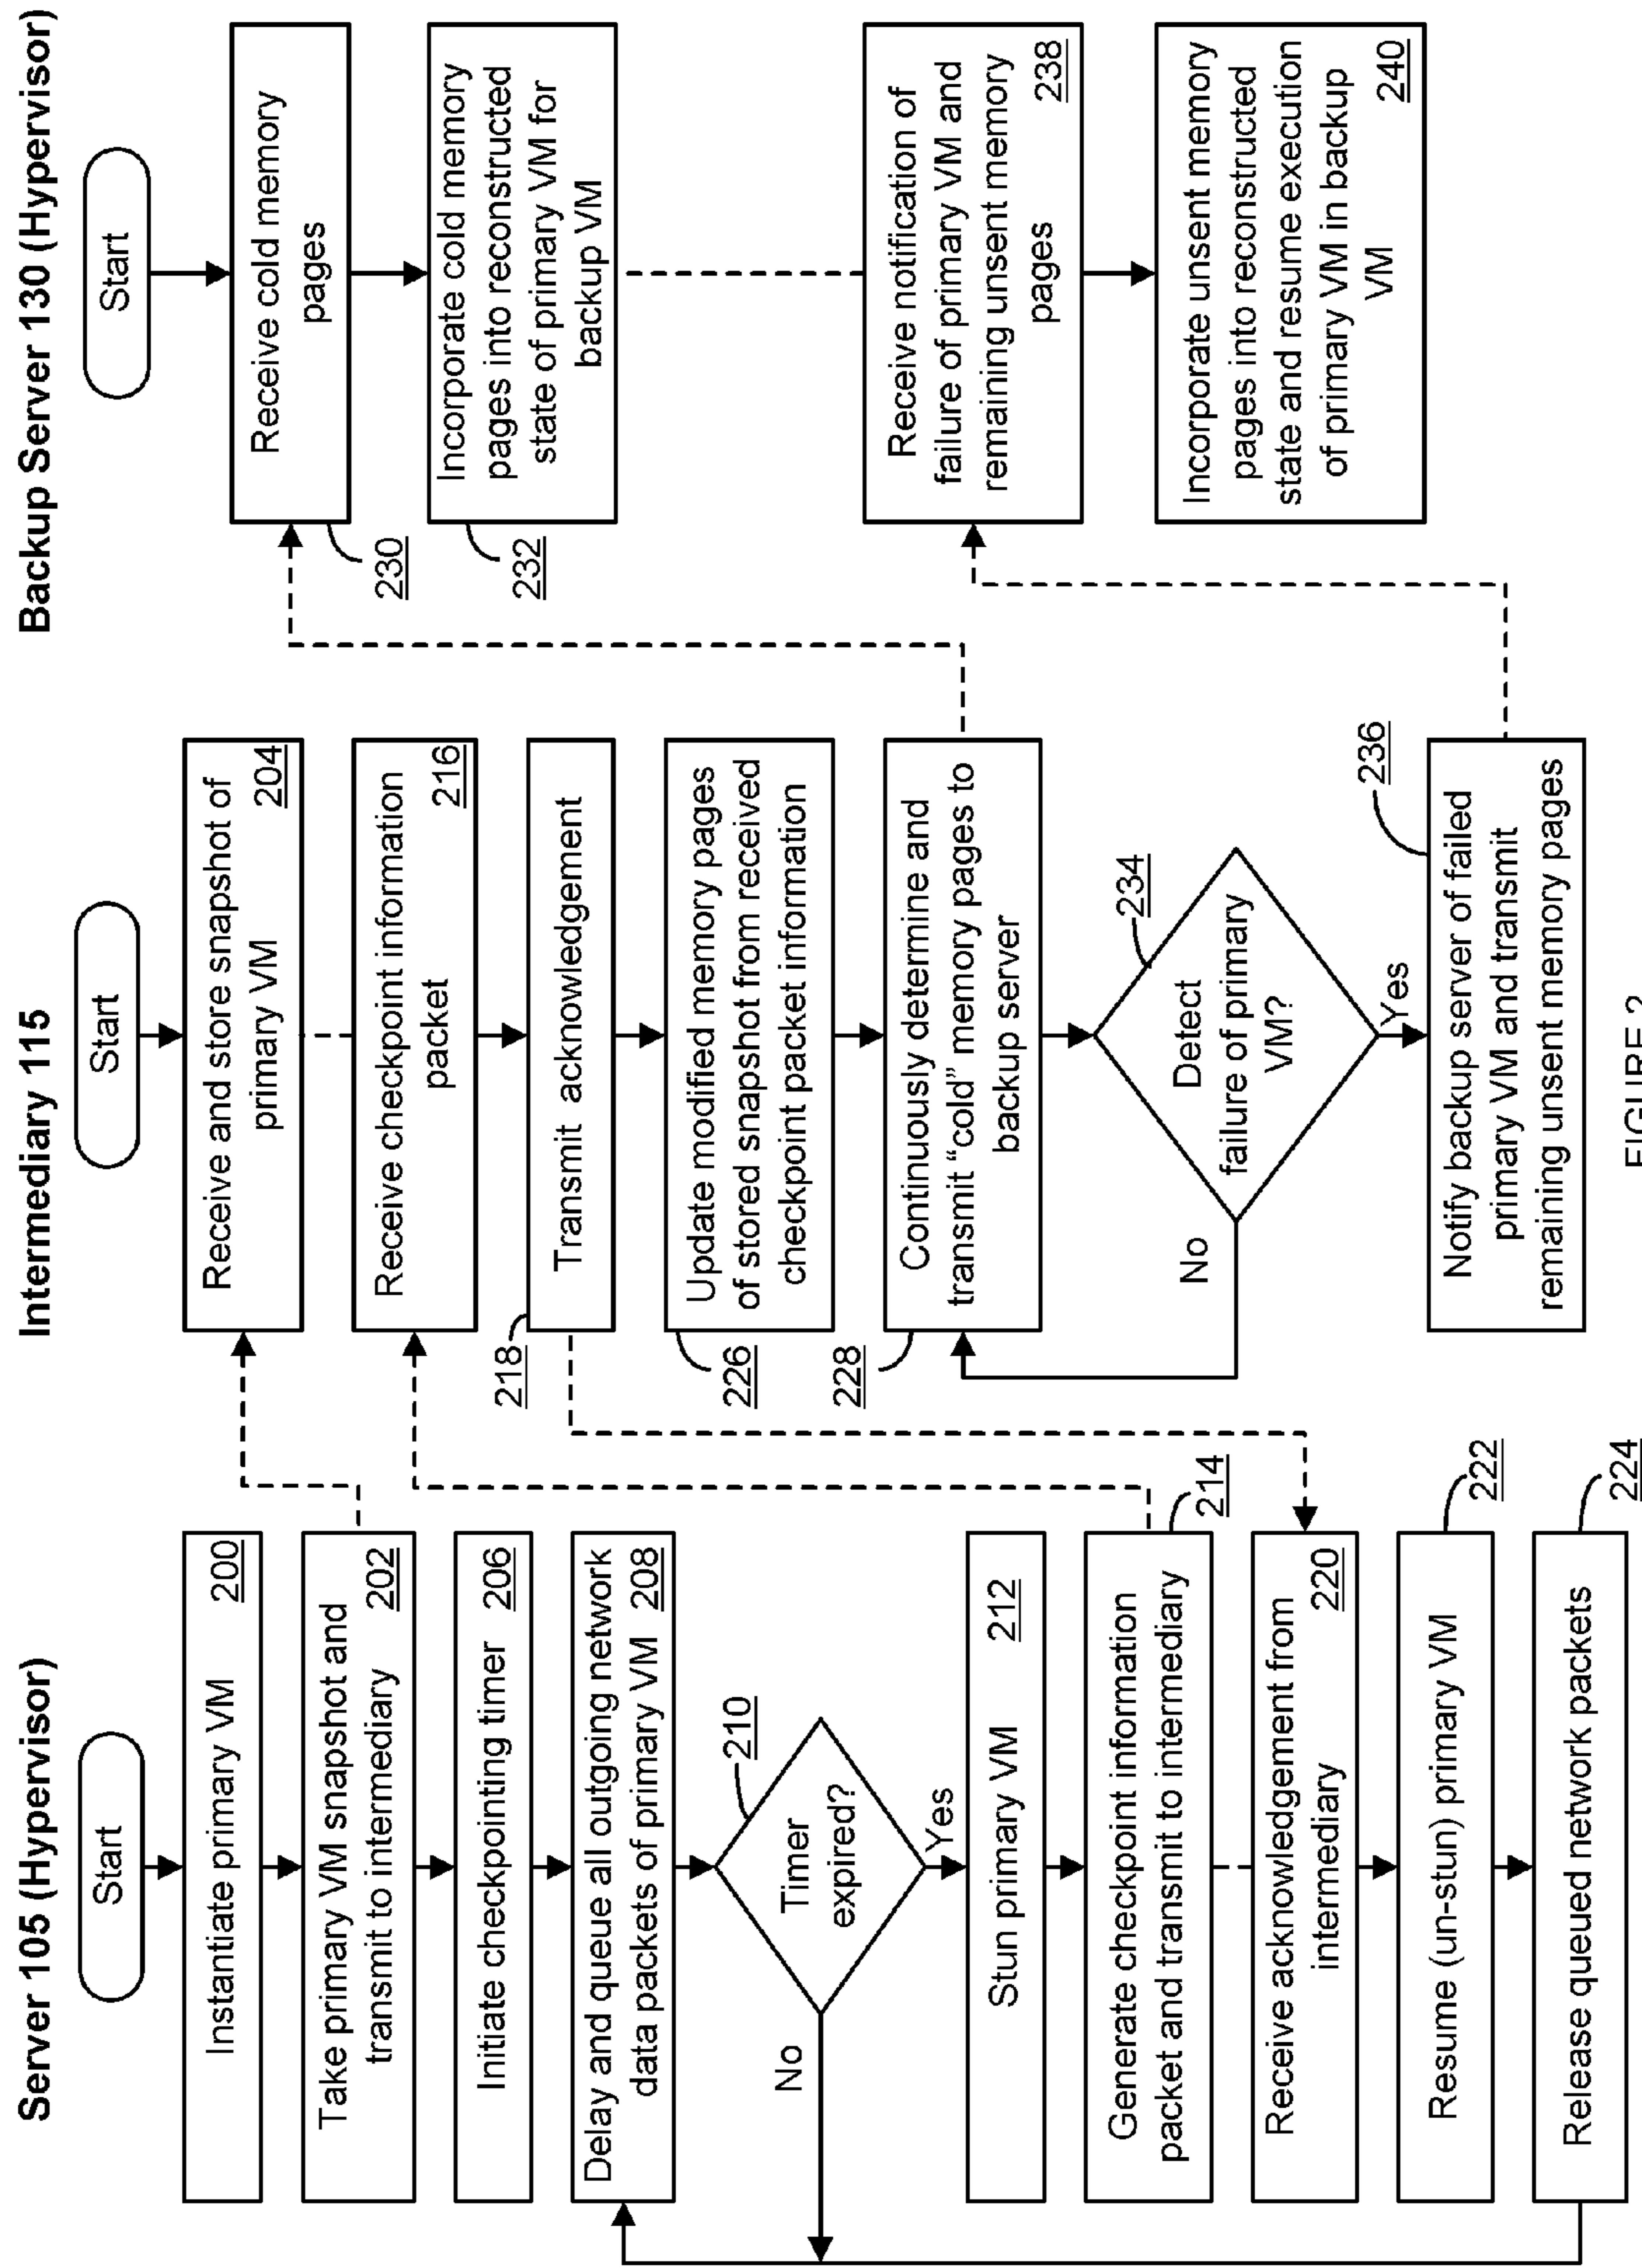 Server 105 (Hypervisor)
Start
Instantiate primary VM 200
Take primary VM snapshot and
transmit to intermediary 202
Initiate checkpointing timer 206
Delay and queue all outgoing network
data packets of primary VM 208
210
Timer
expired?
No
Yes
Stun primary VM 212
Generate checkpoint information
packet and transmit to intermediary
214
Receive acknowledgement from
intermediary 220
Resume (un-stun) primary VM
222
Release queued network packets
224
Intermediary 115
Start
Receive and store snapshot of
primary VM 204
Receive checkpoint information
packet 216
Transmit acknowledgement
218
Update modified memory pages
of stored snapshot from received
checkpoint packet information
226
Continuously determine and
transmit “cold” memory pages to
backup server
228
234
Detect
failure of primary
VM?
No
Yes
236
Notify backup server of failed
primary VM and transmit
remaining unsent memory pages
Backup Server 130 (Hypervisor)
Start
Receive cold memory
pages
230
Incorporate cold memory
pages into reconstructed
state of primary VM for
backup VM
232
Receive notification of
failure of primary VM and
remaining unsent memory
pages 238
Incorporate unsent memory
pages into reconstructed
state and resume execution
of primary VM in backup
VM 240
FIGURE 2